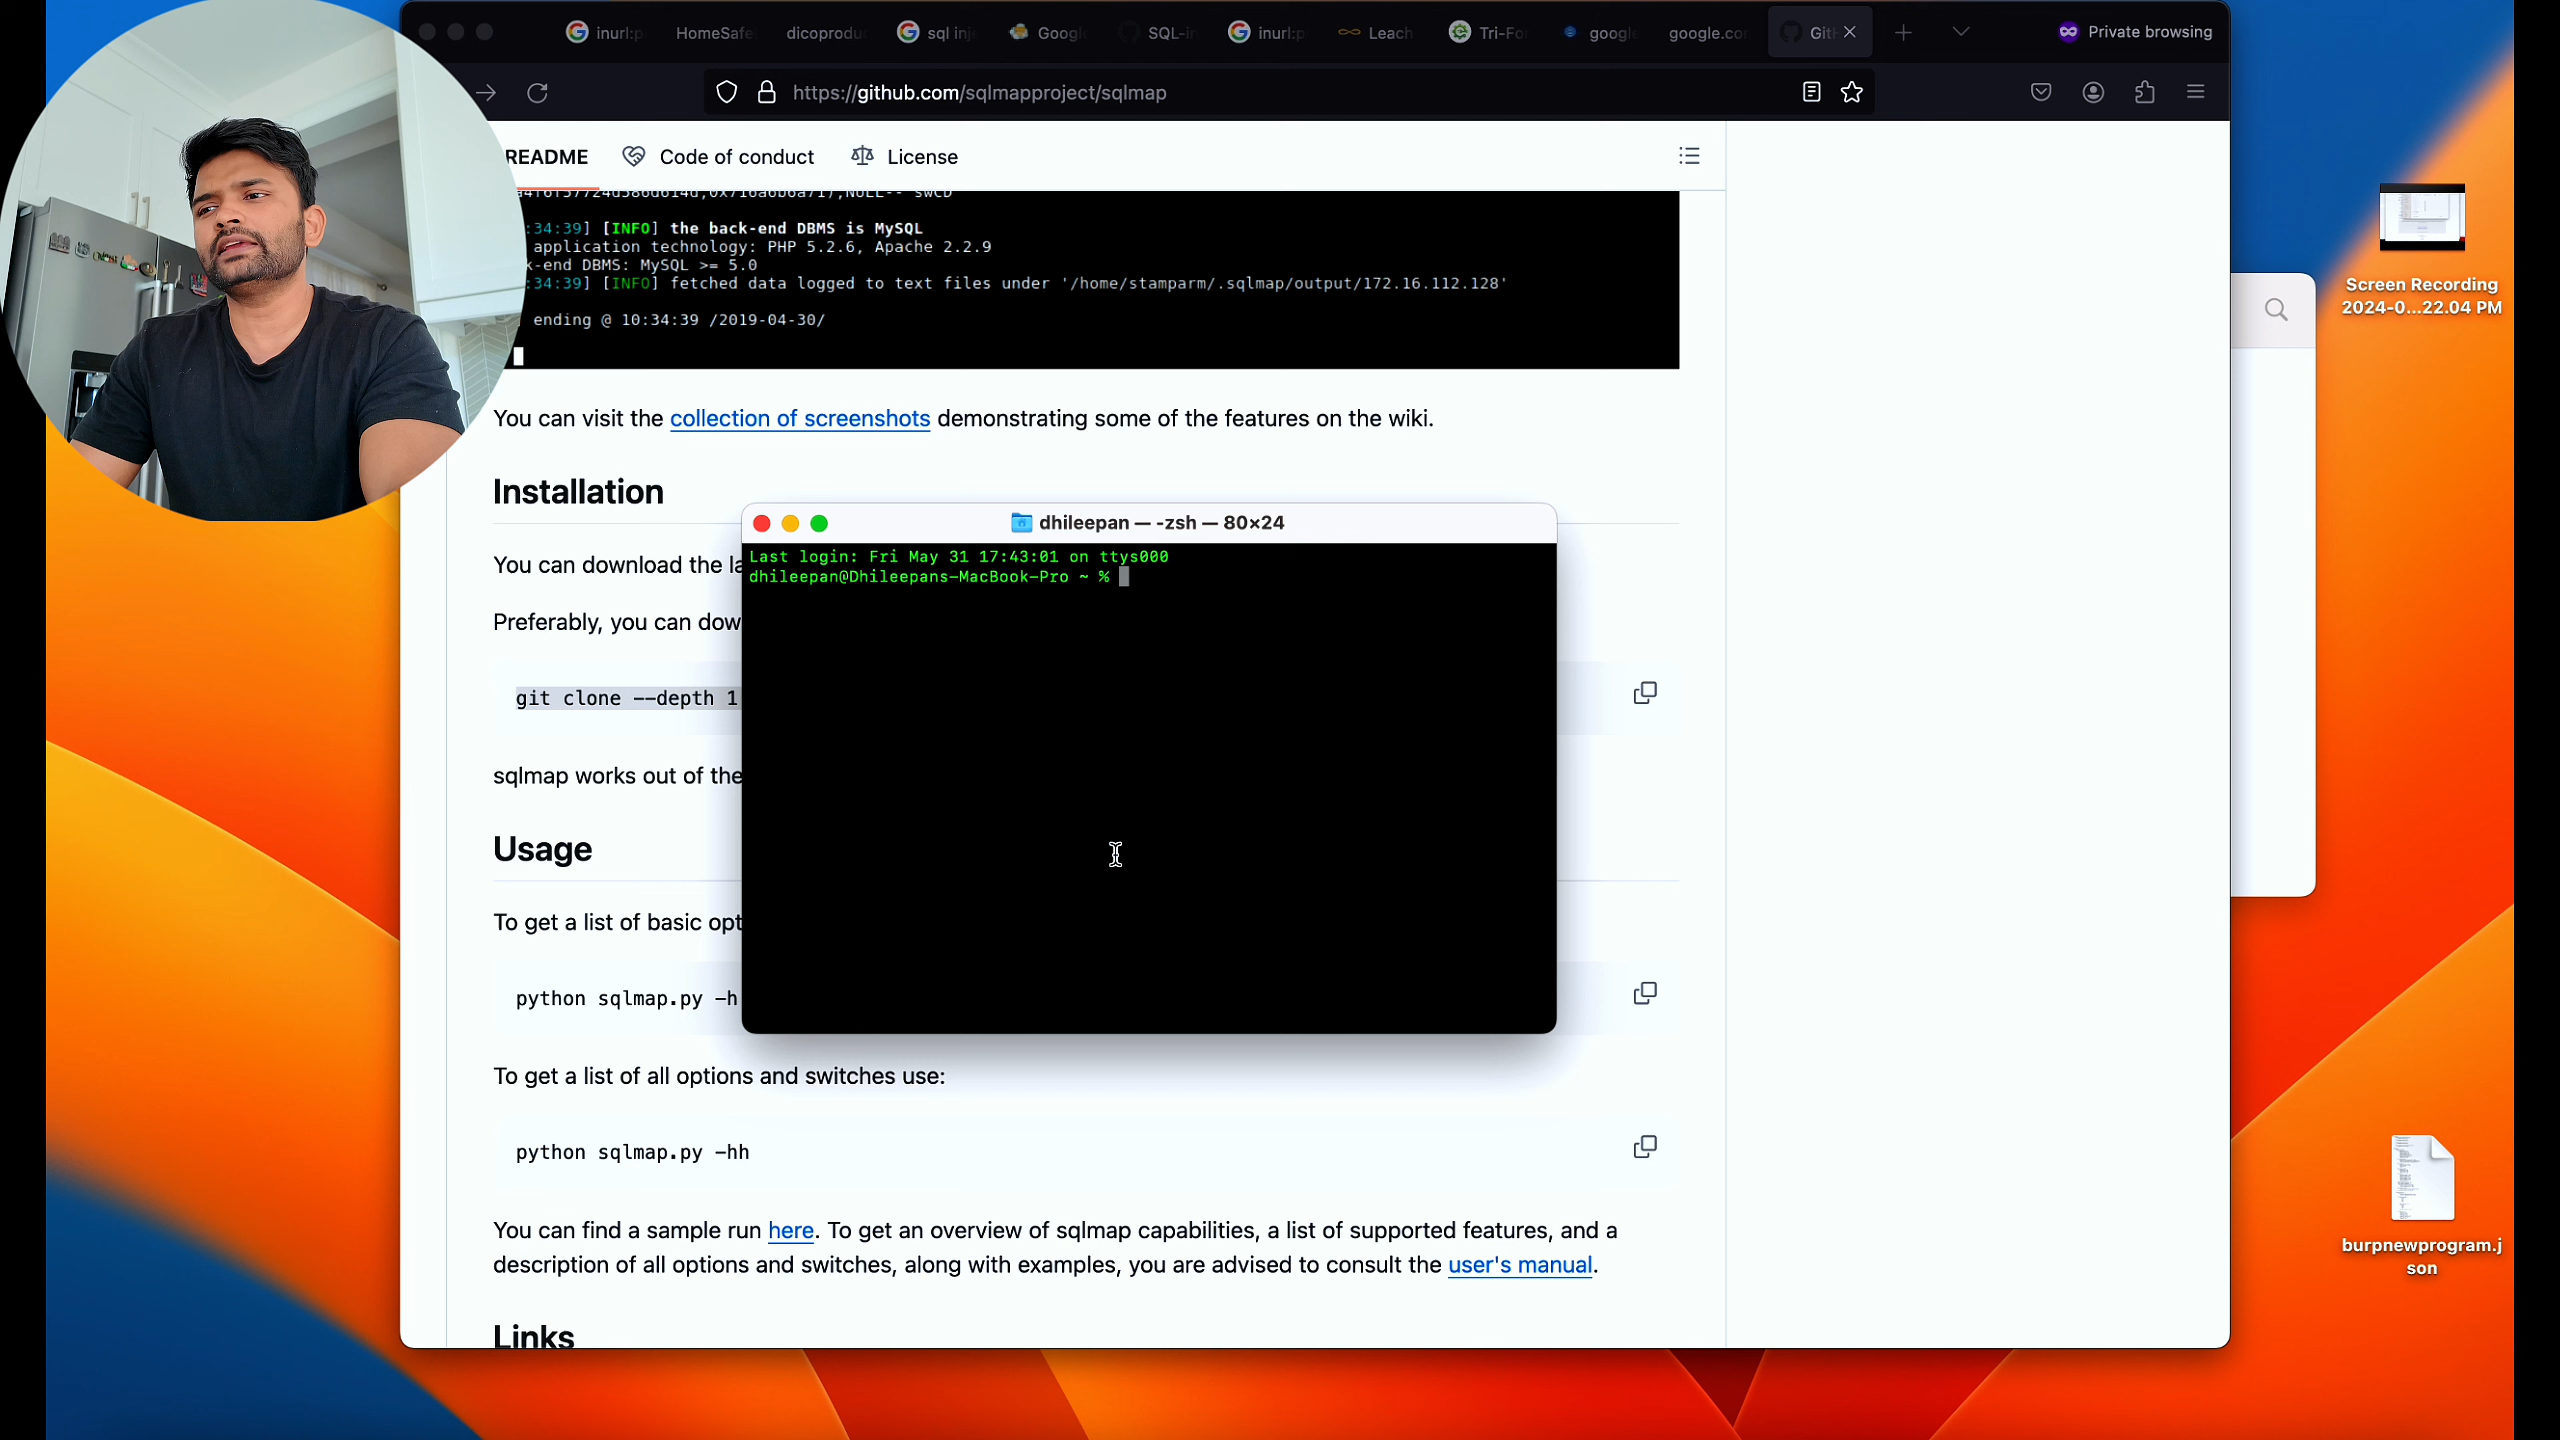 inurl:p
HomeSafe
dicoprodu
sql inj
Google
SQL-in
inurl:p
Leach
Tri-Fo
google
google.co
Git
Private browsing
https://github.com/sqlmapproject/sqlmap
README
Code of conduct
License
:34:39] [INFO] the back-end DBMS is MySQL
application technology: PHP 5.2.6, Apache 2.2.9
k-end DBMS: MySQL >= 5.0
:34:39] [INFO] fetched data logged to text files under '/home/stamparm/.sqlmap/output/172.16.112.128'
ending @ 10:34:39 /2019-04-30/
You can visit the collection of screenshots demonstrating some of the features on the wiki.
Installation
You can download the la
Preferably, you can dow
git clone --depth 1
sqlmap works out of the
Usage
To get a list of basic opt
python sqlmap.py -h
To get a list of all options and switches use:
python sqlmap.py -hh
You can find a sample run here. To get an overview of sqlmap capabilities, a list of supported features, and a
description of all options and switches, along with examples, you are advised to consult the user's manual.
Links
dhileepan — -zsh — 80×24
Last login: Fri May 31 17:43:01 on ttys000
dhileepan@Dhileepans-MacBook-Pro ~ %
Screen Recording
2024-0...22.04 PM
burpnewprogram.j
son